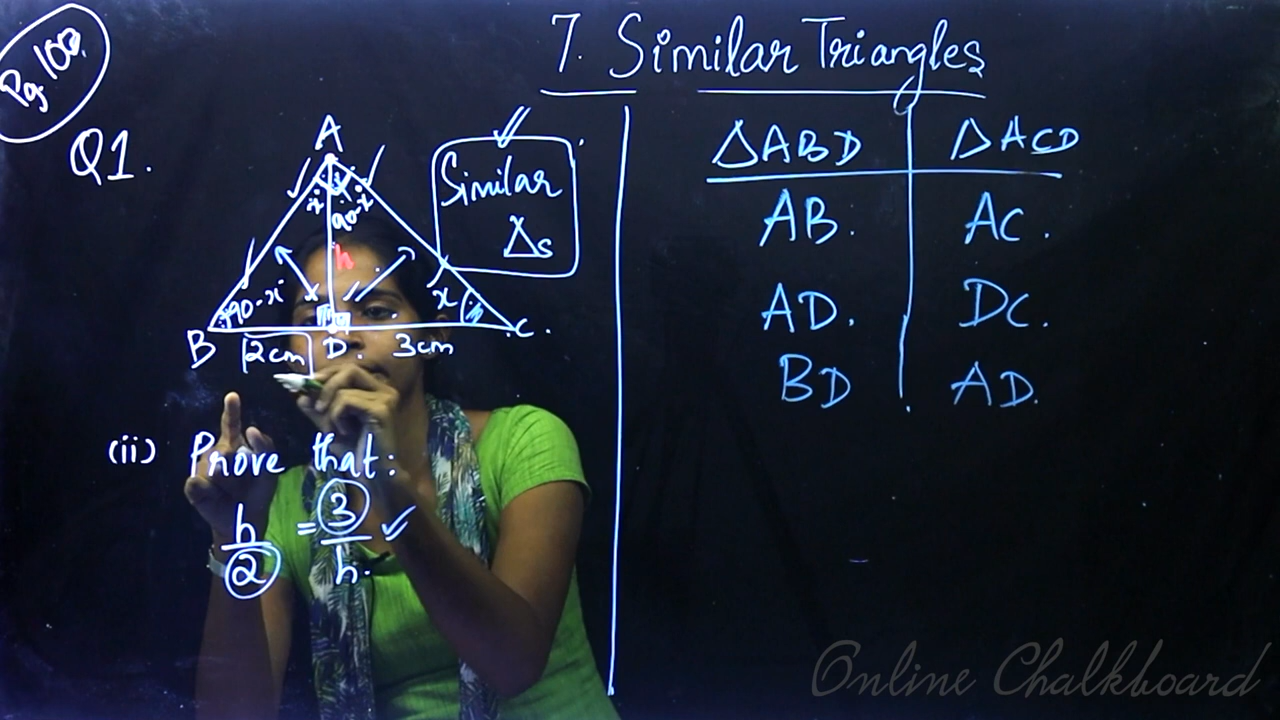 Pg 100.
7. Similar Triangles
Q1.
A
Similar
Δs
x
90-x
h
90-x
x
B
2cm
D.
3cm
C.
(ii) Prove that:
h/2 = 3/h.
ΔABD ΔACD
AB. AC.
AD. DC.
BD AD.
Online Chalkboard